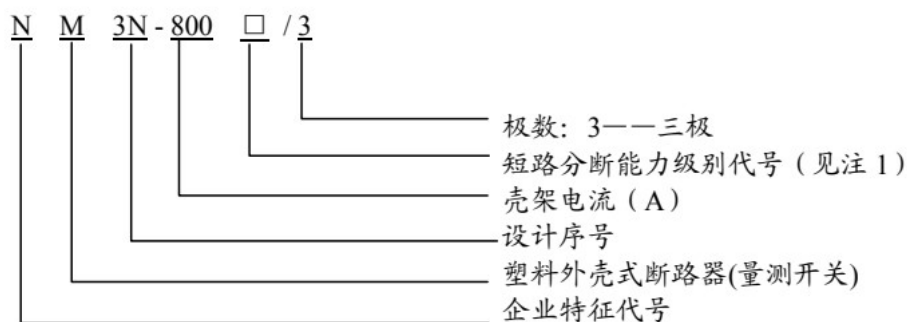 N M 3N - 800 □ / 3
极数：3——三极
短路分断能力级别代号（见注 1）
壳架电流（A）
设计序号
塑料外壳式断路器(量测开关)
企业特征代号